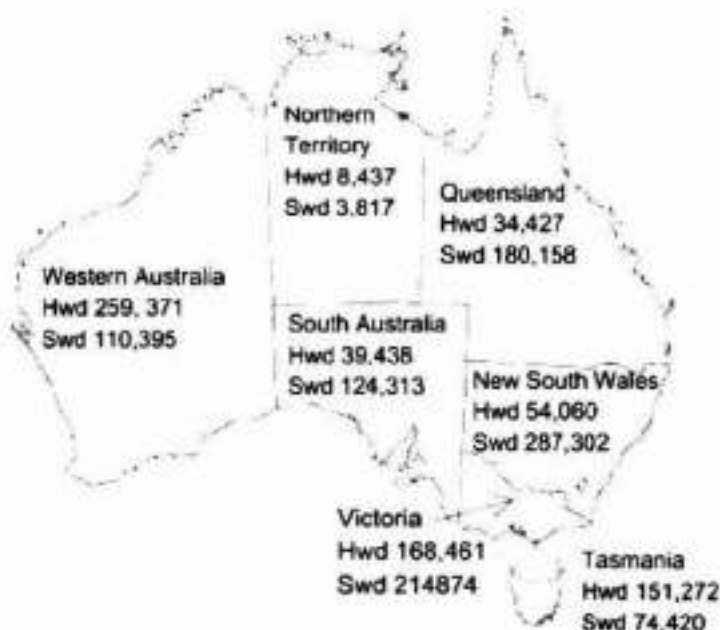 Northern
Territory
Hwd 8,437
Swd 3.817
Queensland
Hwd 34,427
Swd 180,158
Western Australia
Hwd 259, 371
Swd 110,395
South Australia
Hwd 39,438
Swd 124,313
New South Wales
Hwd 54,060
Swd 287,302
Victoria
Hwd 168,461
Swd 214874
Tasmania
Hwd 151,272
Swd 74,420